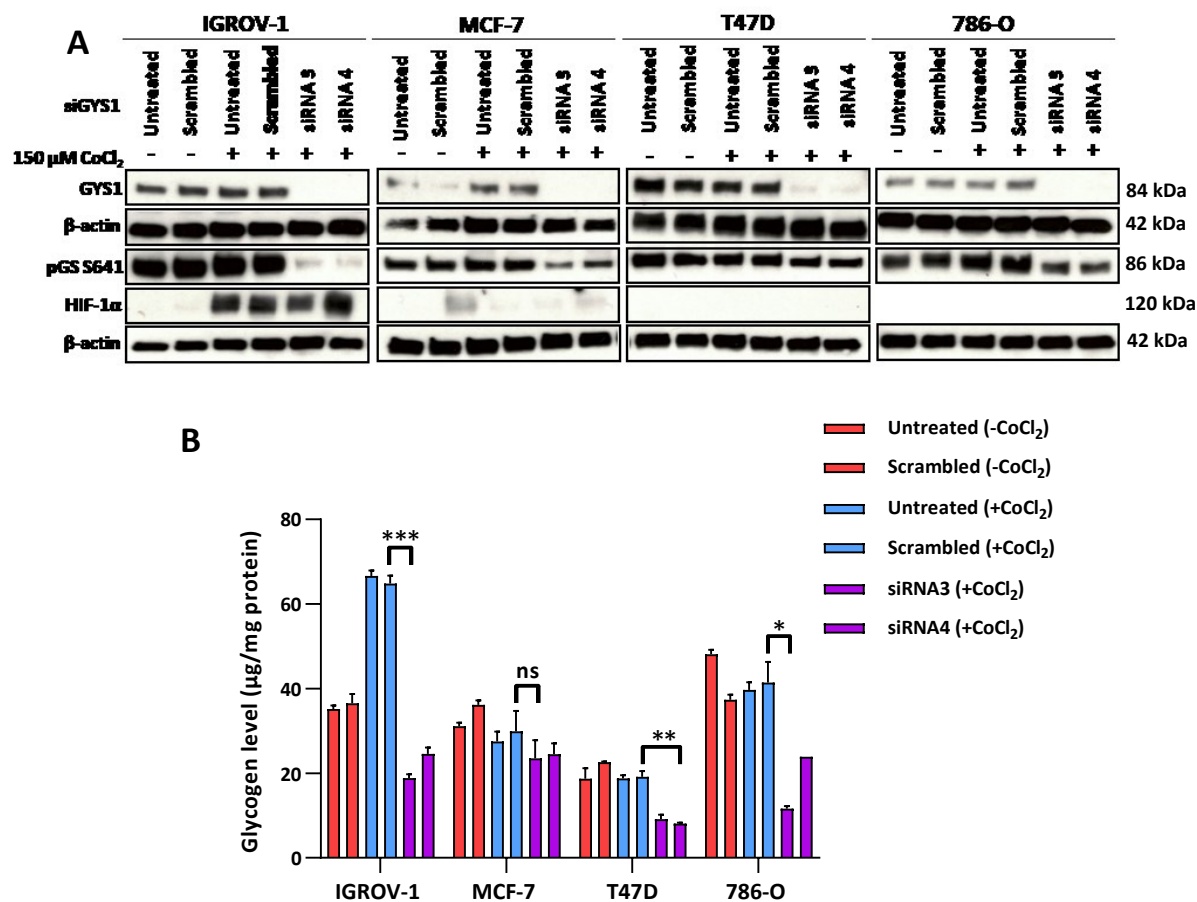 A
IGROV-1 MCF-7 T47D 786-O
siGYS1
Untreated Scrambled Untreated Scrambled siRNA 3 siRNA 4 Untreated Scrambled Untreated Scrambled siRNA 3 siRNA 4 Untreated Scrambled Untreated Scrambled siRNA 3 siRNA 4 Untreated Scrambled Untreated Scrambled siRNA 3 siRNA 4
150 µM CoCl₂ - - + + + + - - + + + + - - + + + + - - + + + +
GYS1 84 kDa
β-actin 42 kDa
pGS S641 86 kDa
HIF-1α 120 kDa
β-actin 42 kDa
B
Untreated (-CoCl₂)
Scrambled (-CoCl₂)
Untreated (+CoCl₂)
Scrambled (+CoCl₂)
siRNA3 (+CoCl₂)
siRNA4 (+CoCl₂)
Glycogen level (µg/mg protein)
80
60
40
20
0
***
ns
**
*
IGROV-1 MCF-7 T47D 786-O